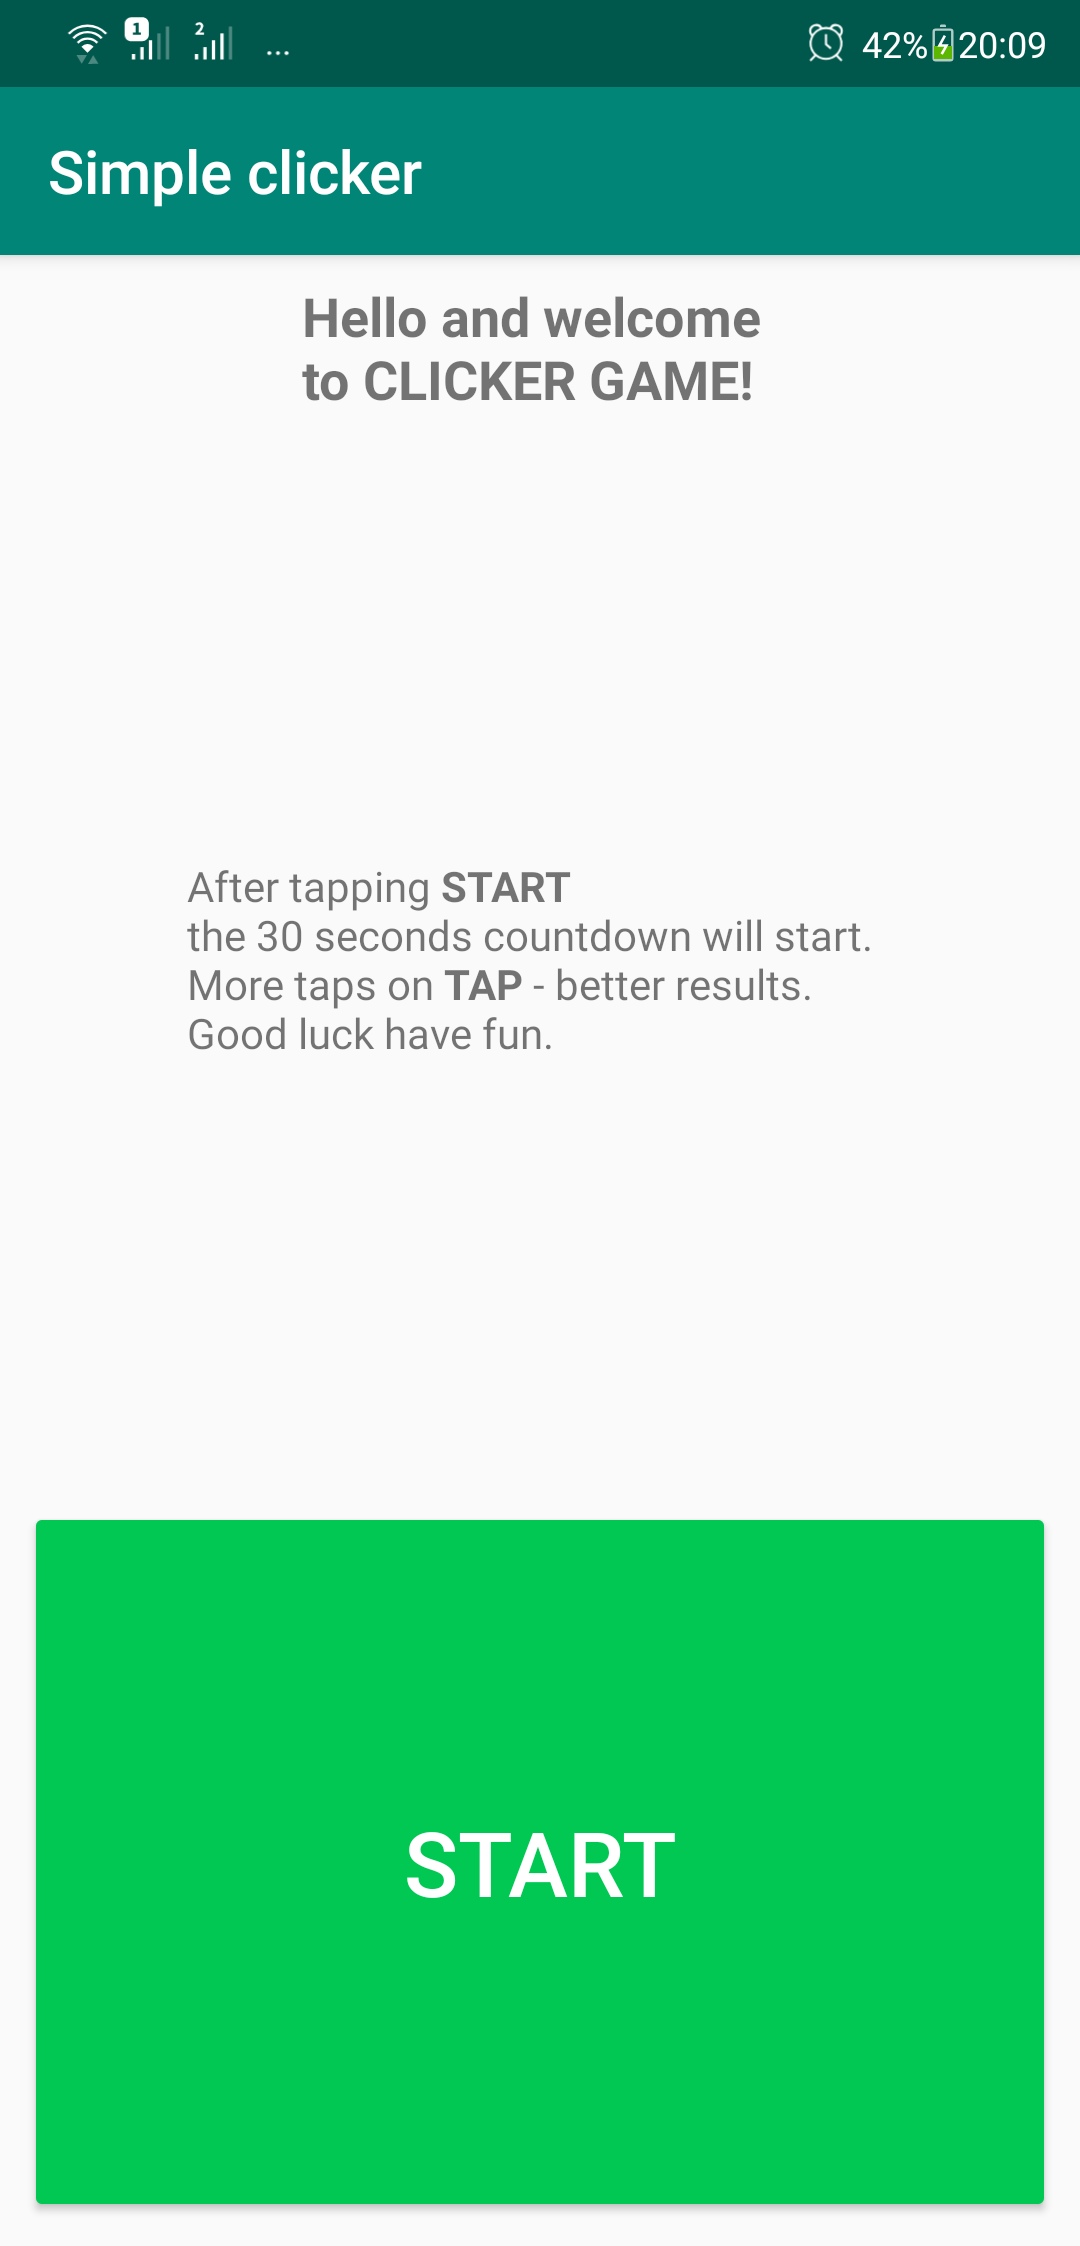 1 2 ... 42% 20:09
Simple clicker
Hello and welcome
to CLICKER GAME!
After tapping START
the 30 seconds countdown will start.
More taps on TAP - better results.
Good luck have fun.
START